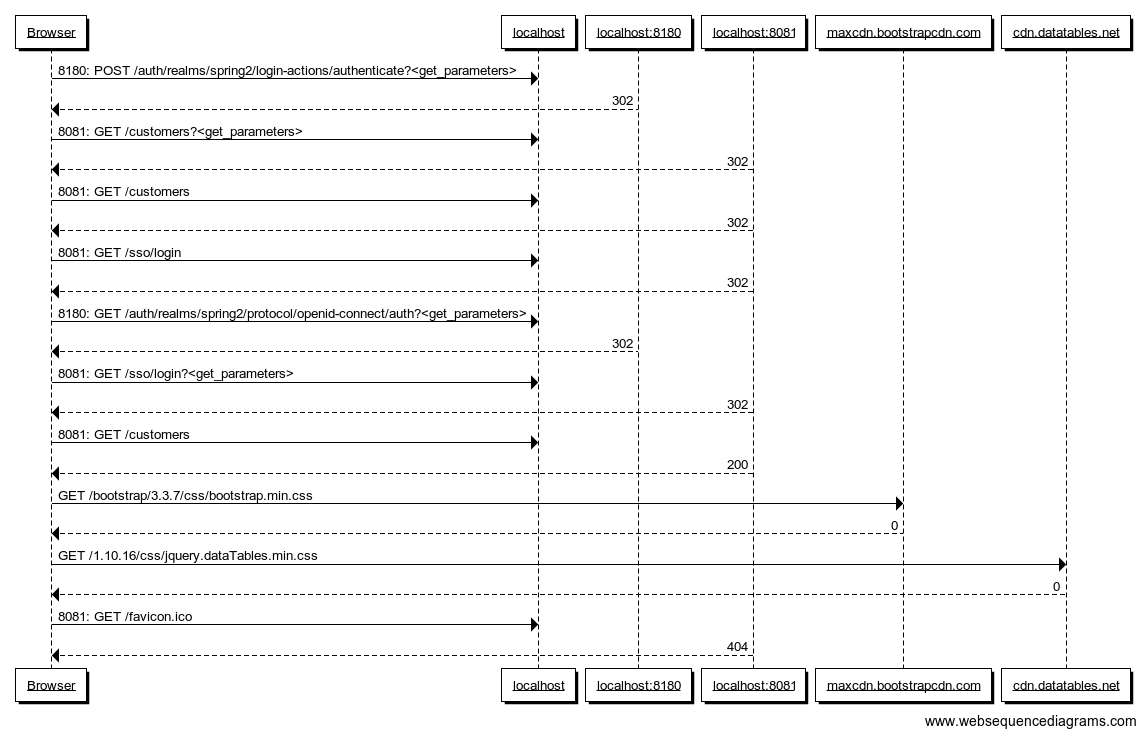 Browser
localhost
localhost:8180
localhost:8081
maxcdn.bootstrapcdn.com
cdn.datatables.net
8180: POST /auth/realms/spring2/login-actions/authenticate?<get_parameters>
302
8081: GET /customers?<get_parameters>
302
8081: GET /customers
302
8081: GET /sso/login
302
8180: GET /auth/realms/spring2/protocol/openid-connect/auth?<get_parameters>
302
8081: GET /sso/login?<get_parameters>
302
8081: GET /customers
200
GET /bootstrap/3.3.7/css/bootstrap.min.css
0
GET /1.10.16/css/jquery.dataTables.min.css
0
8081: GET /favicon.ico
404
Browser
localhost
localhost:8180
localhost:8081
maxcdn.bootstrapcdn.com
cdn.datatables.net
www.websequencediagrams.com